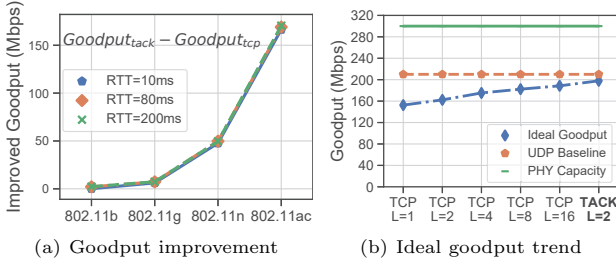 Improved Goodput (Mbps)
150
100
50
0
Goodput_tack − Goodput_tcp
RTT=10ms
RTT=80ms
RTT=200ms
802.11b 802.11g 802.11n 802.11ac
(a) Goodput improvement
Goodput (Mbps)
320
280
240
200
160
120
80
40
0
Ideal Goodput
UDP Baseline
PHY Capacity
TCP TCP TCP TCP TCP TACK
L=1 L=2 L=4 L=8 L=16 L=2
(b) Ideal goodput trend